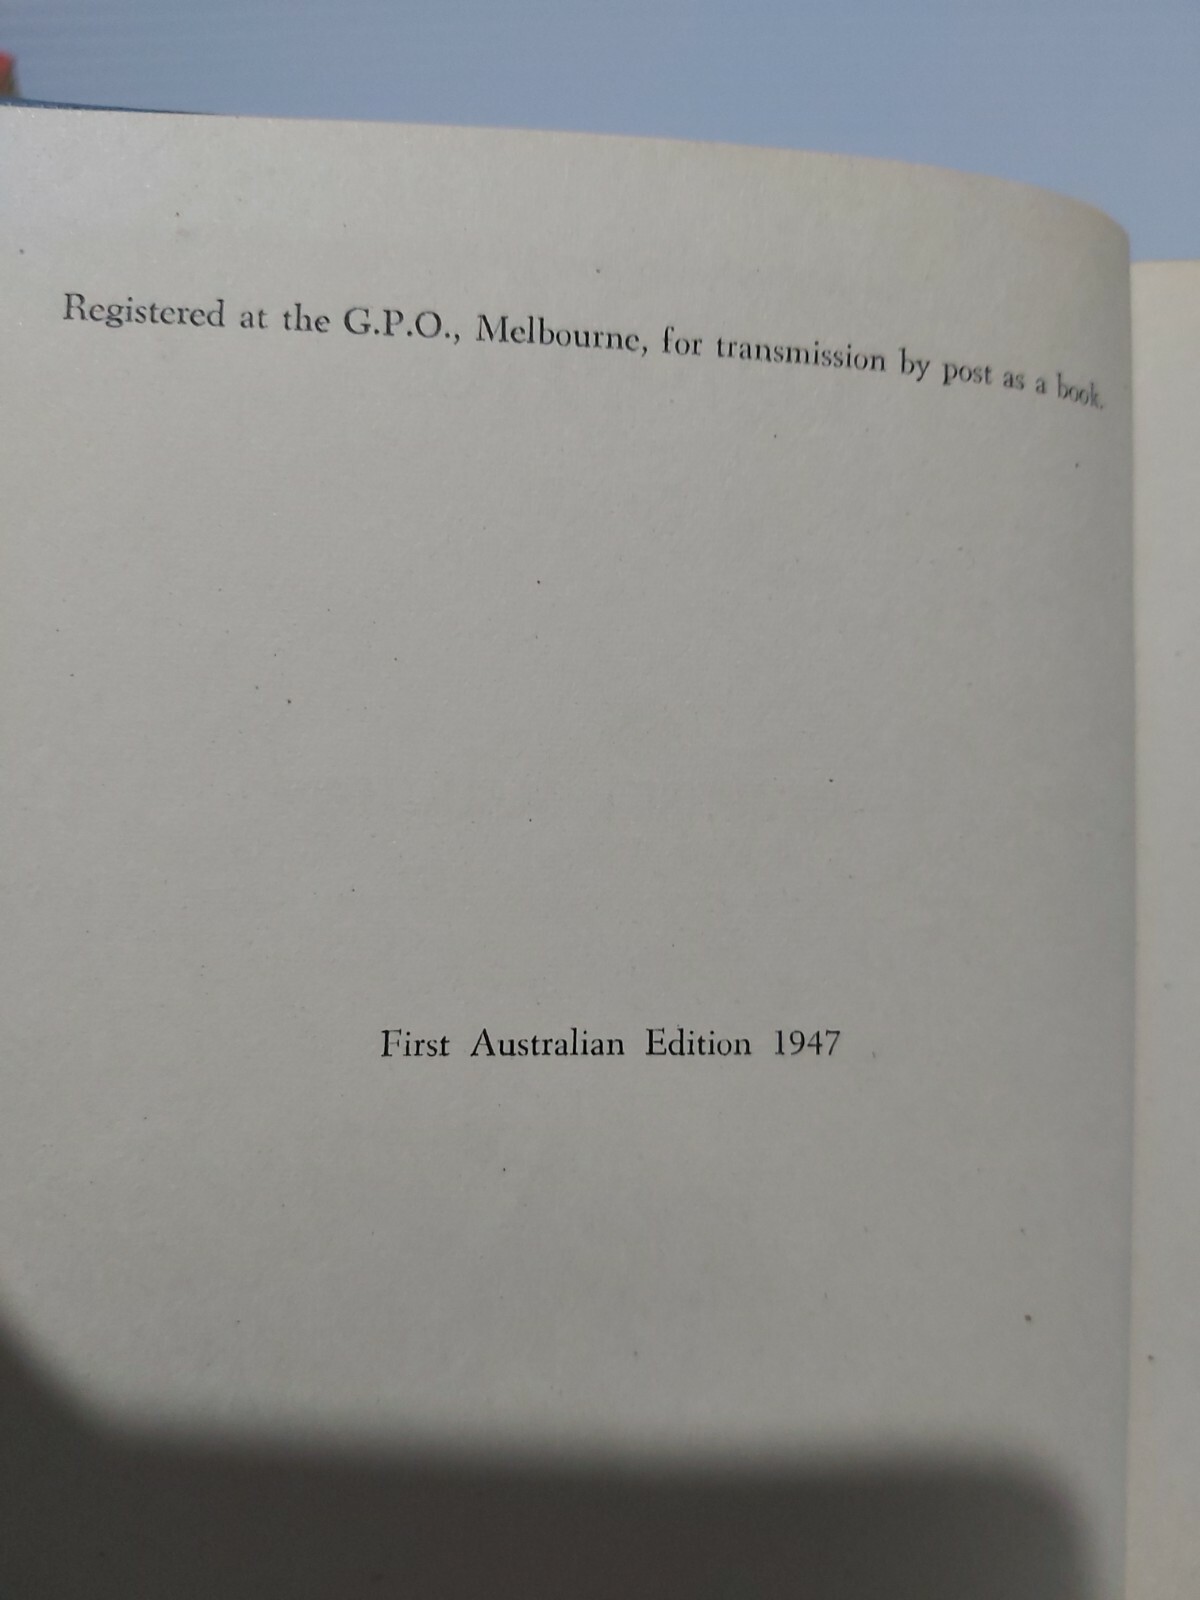 Registered at the G.P.O., Melbourne, for transmission by post as a book.
First Australian Edition 1947